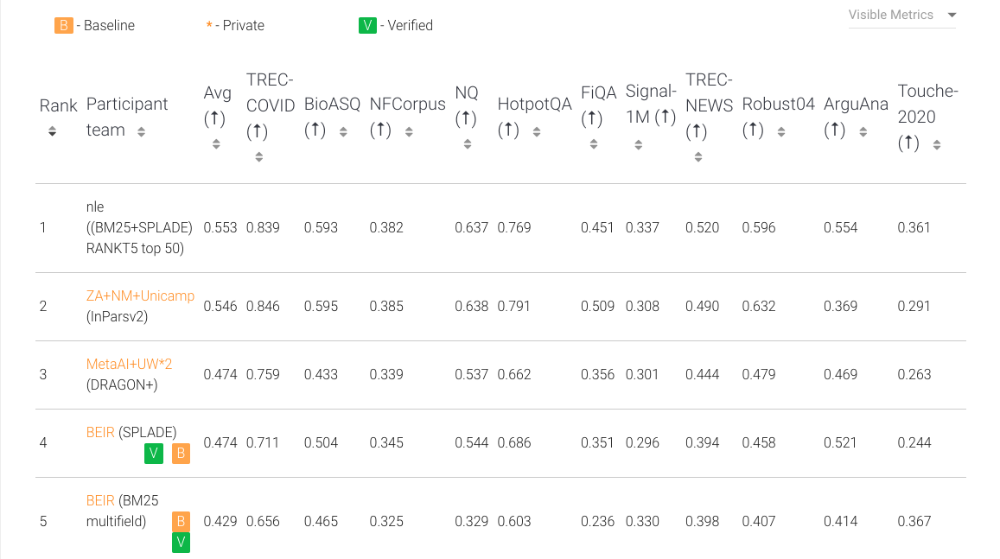 B - Baseline * - Private V - Verified Visible Metrics
Rank Participant team Avg (↑) TREC-COVID (↑) BioASQ (↑) NFCorpus (↑) NQ (↑) HotpotQA (↑) FiQA (↑) Signal-1M (↑) TREC-NEWS (↑) Robust04 (↑) ArguAna (↑) Touche-2020 (↑)
1 nle ((BM25+SPLADE) RANKT5 top 50) 0.553 0.839 0.593 0.382 0.637 0.769 0.451 0.337 0.520 0.596 0.554 0.361
2 ZA+NM+Unicamp (InParsv2) 0.546 0.846 0.595 0.385 0.638 0.791 0.509 0.308 0.490 0.632 0.369 0.291
3 MetaAI+UW*2 (DRAGON+) 0.474 0.759 0.433 0.339 0.537 0.662 0.356 0.301 0.444 0.479 0.469 0.263
4 BEIR (SPLADE) V B 0.474 0.711 0.504 0.345 0.544 0.686 0.351 0.296 0.394 0.458 0.521 0.244
5 BEIR (BM25 multifield) B V 0.429 0.656 0.465 0.325 0.329 0.603 0.236 0.330 0.398 0.407 0.414 0.367